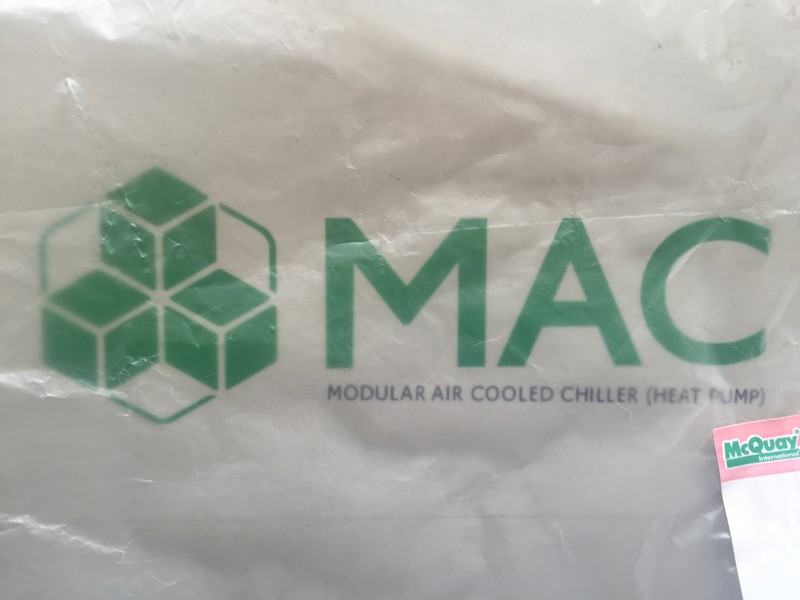 MAC
MODULAR AIR COOLED CHILLER (HEAT PUMP)
McQuay
International